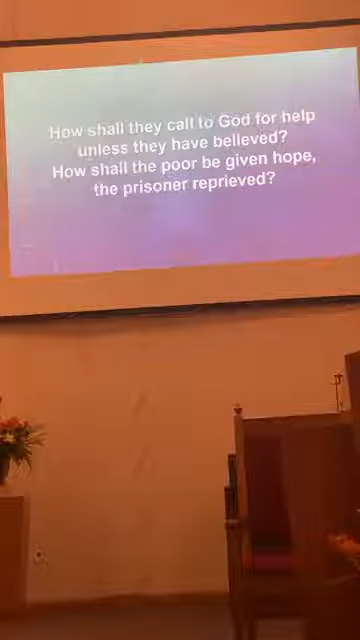 How shall they call to God for help
unless they have believed?
How shall the poor be given hope,
the prisoner reprieved?